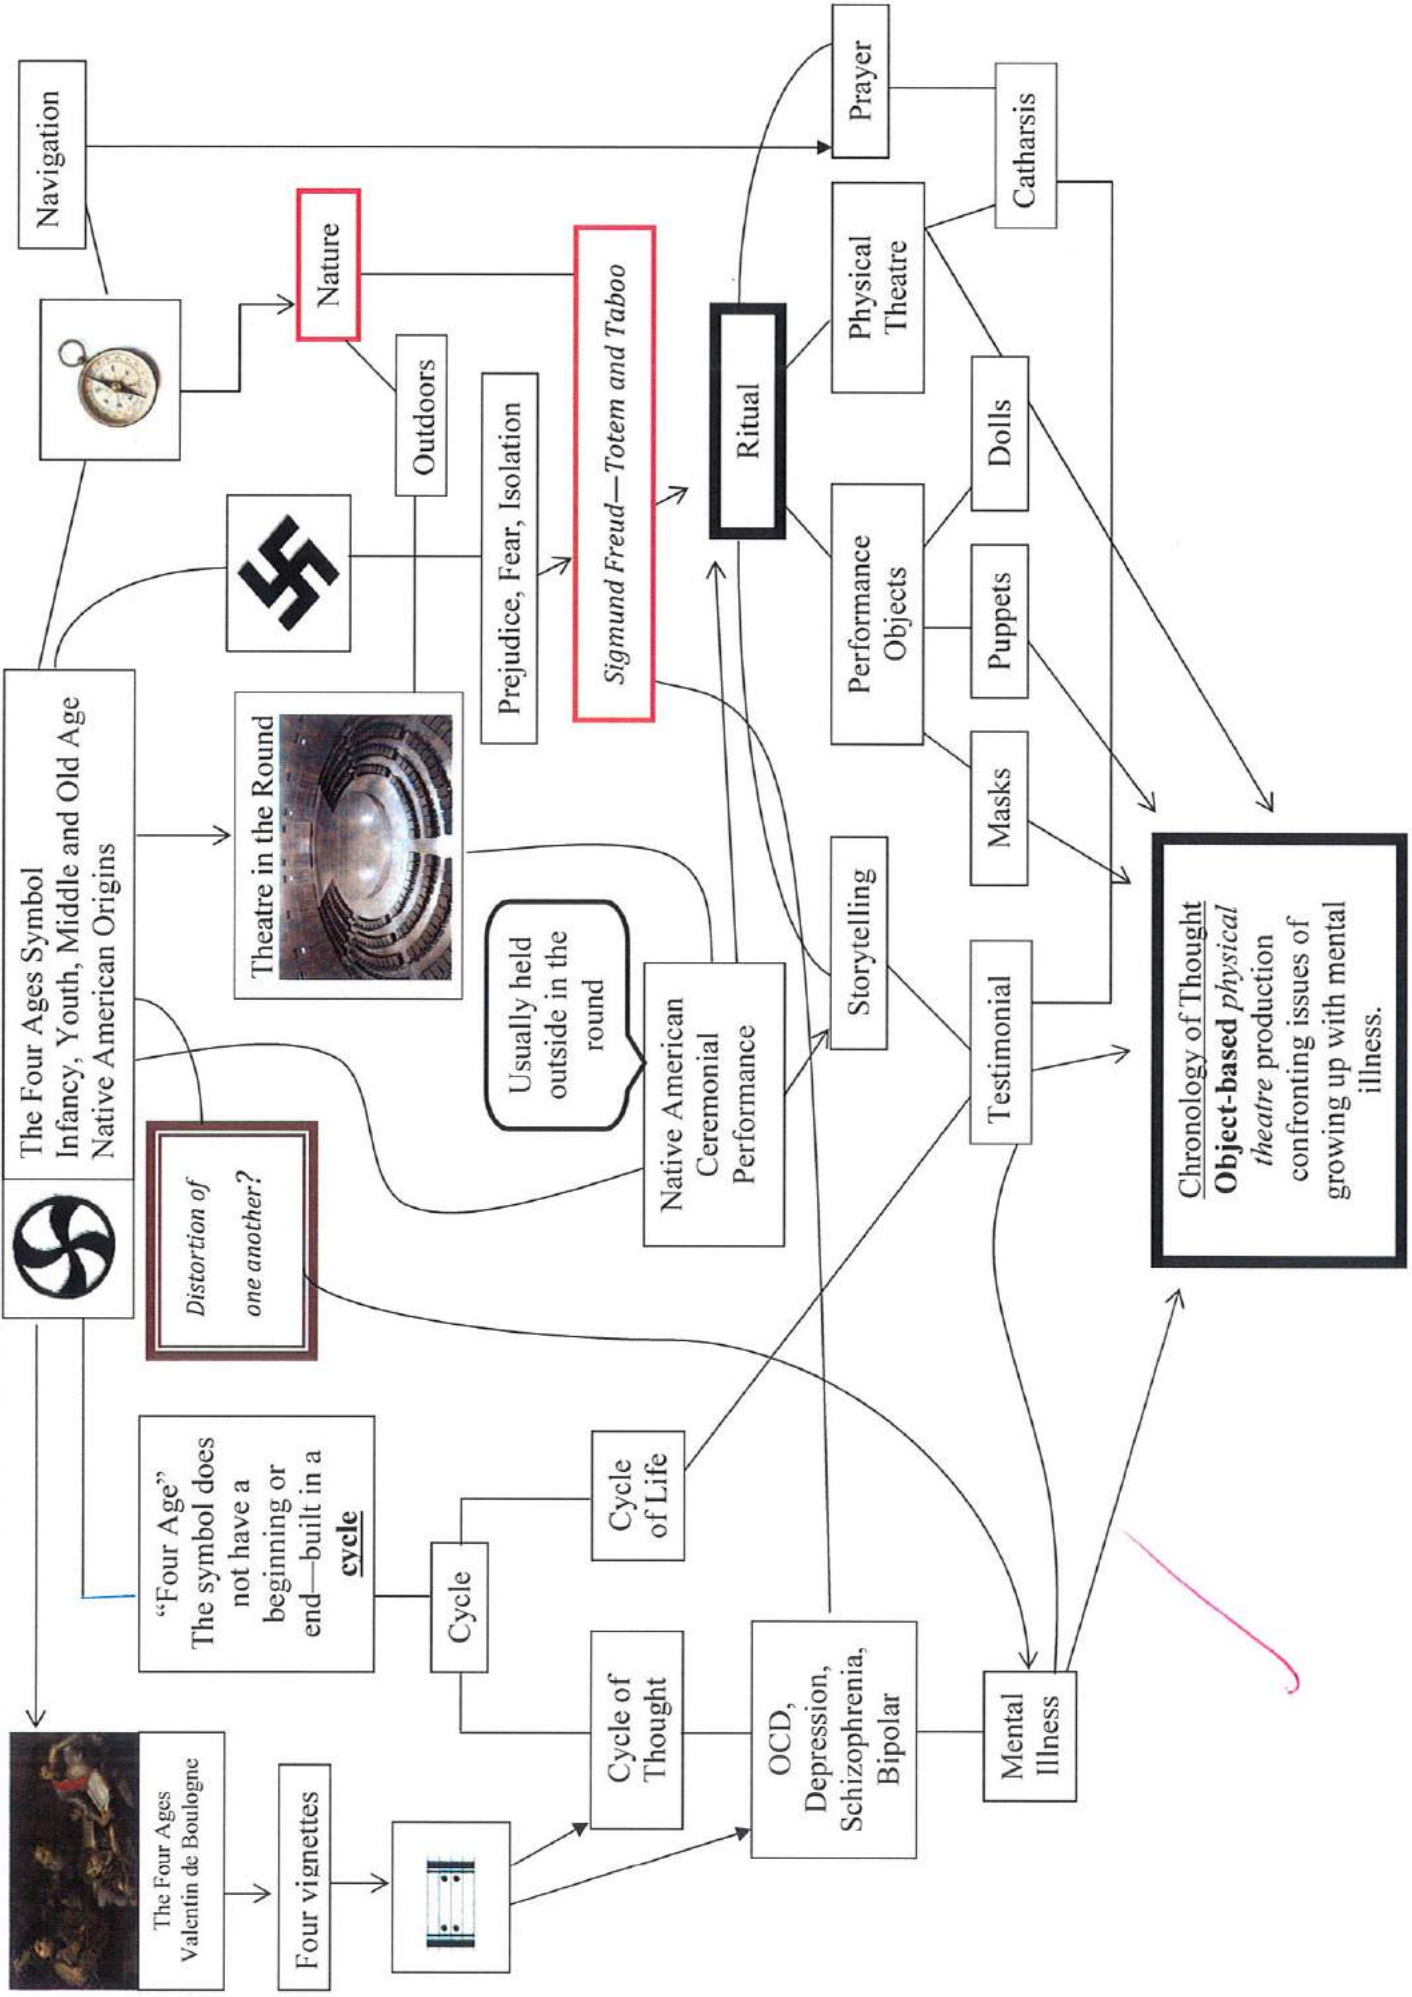 The Four Ages
Valentin de Boulogne
Four vignettes
“Four Age”
The symbol does
not have a
beginning or
end—built in a
cycle
Cycle
Cycle of
Thought
Cycle
of Life
OCD,
Depression,
Schizophrenia,
Bipolar
Mental
Illness
The Four Ages Symbol
Infancy, Youth, Middle and Old Age
Native American Origins
Distortion of
one another?
Theatre in the Round
Usually held
outside in the
round
Native American
Ceremonial
Performance
Storytelling
Testimonial
Navigation
Nature
Outdoors
Prejudice, Fear, Isolation
Sigmund Freud—Totem and Taboo
Ritual
Performance
Objects
Physical
Theatre
Prayer
Masks
Puppets
Dolls
Catharsis
Chronology of Thought
Object-based physical
theatre production
confronting issues of
growing up with mental
illness.